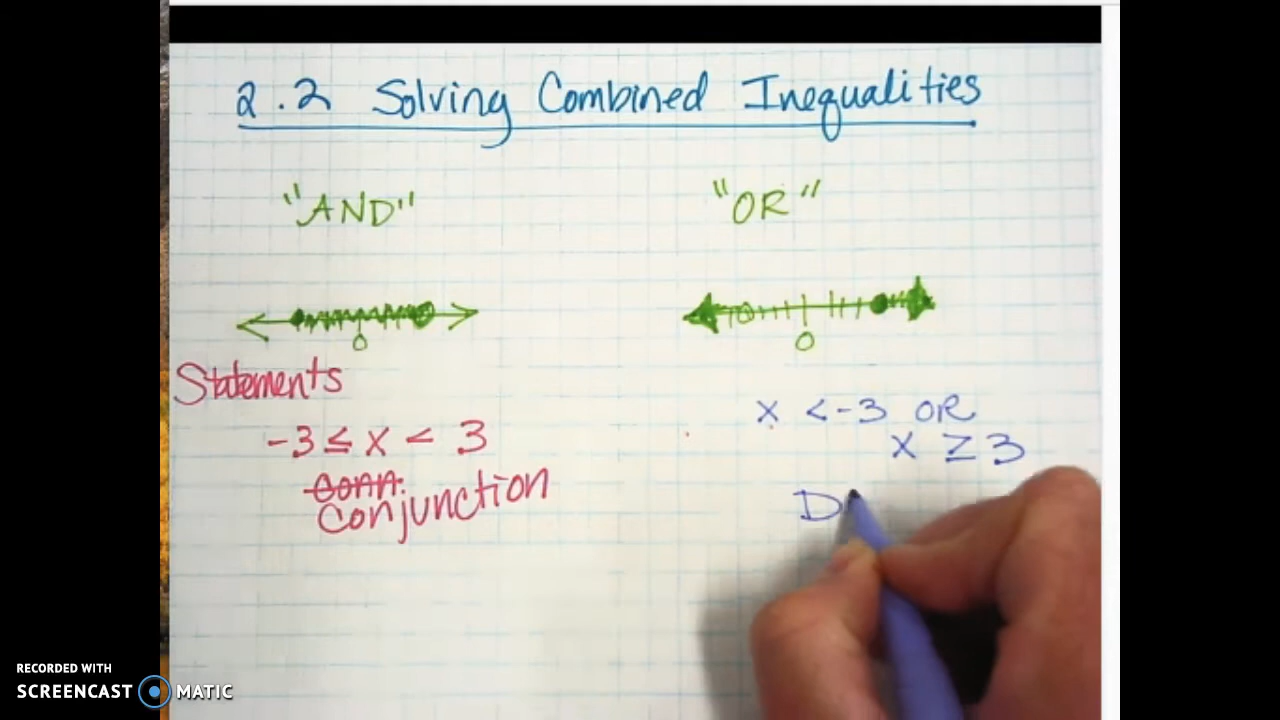 2.2 Solving Combined Inequalities
"AND"
"OR"
0
0
Statements
-3 ≤ x < 3
conn.
conjunction
x < -3 OR
x ≥ 3
D
RECORDED WITH
SCREENCAST MATIC